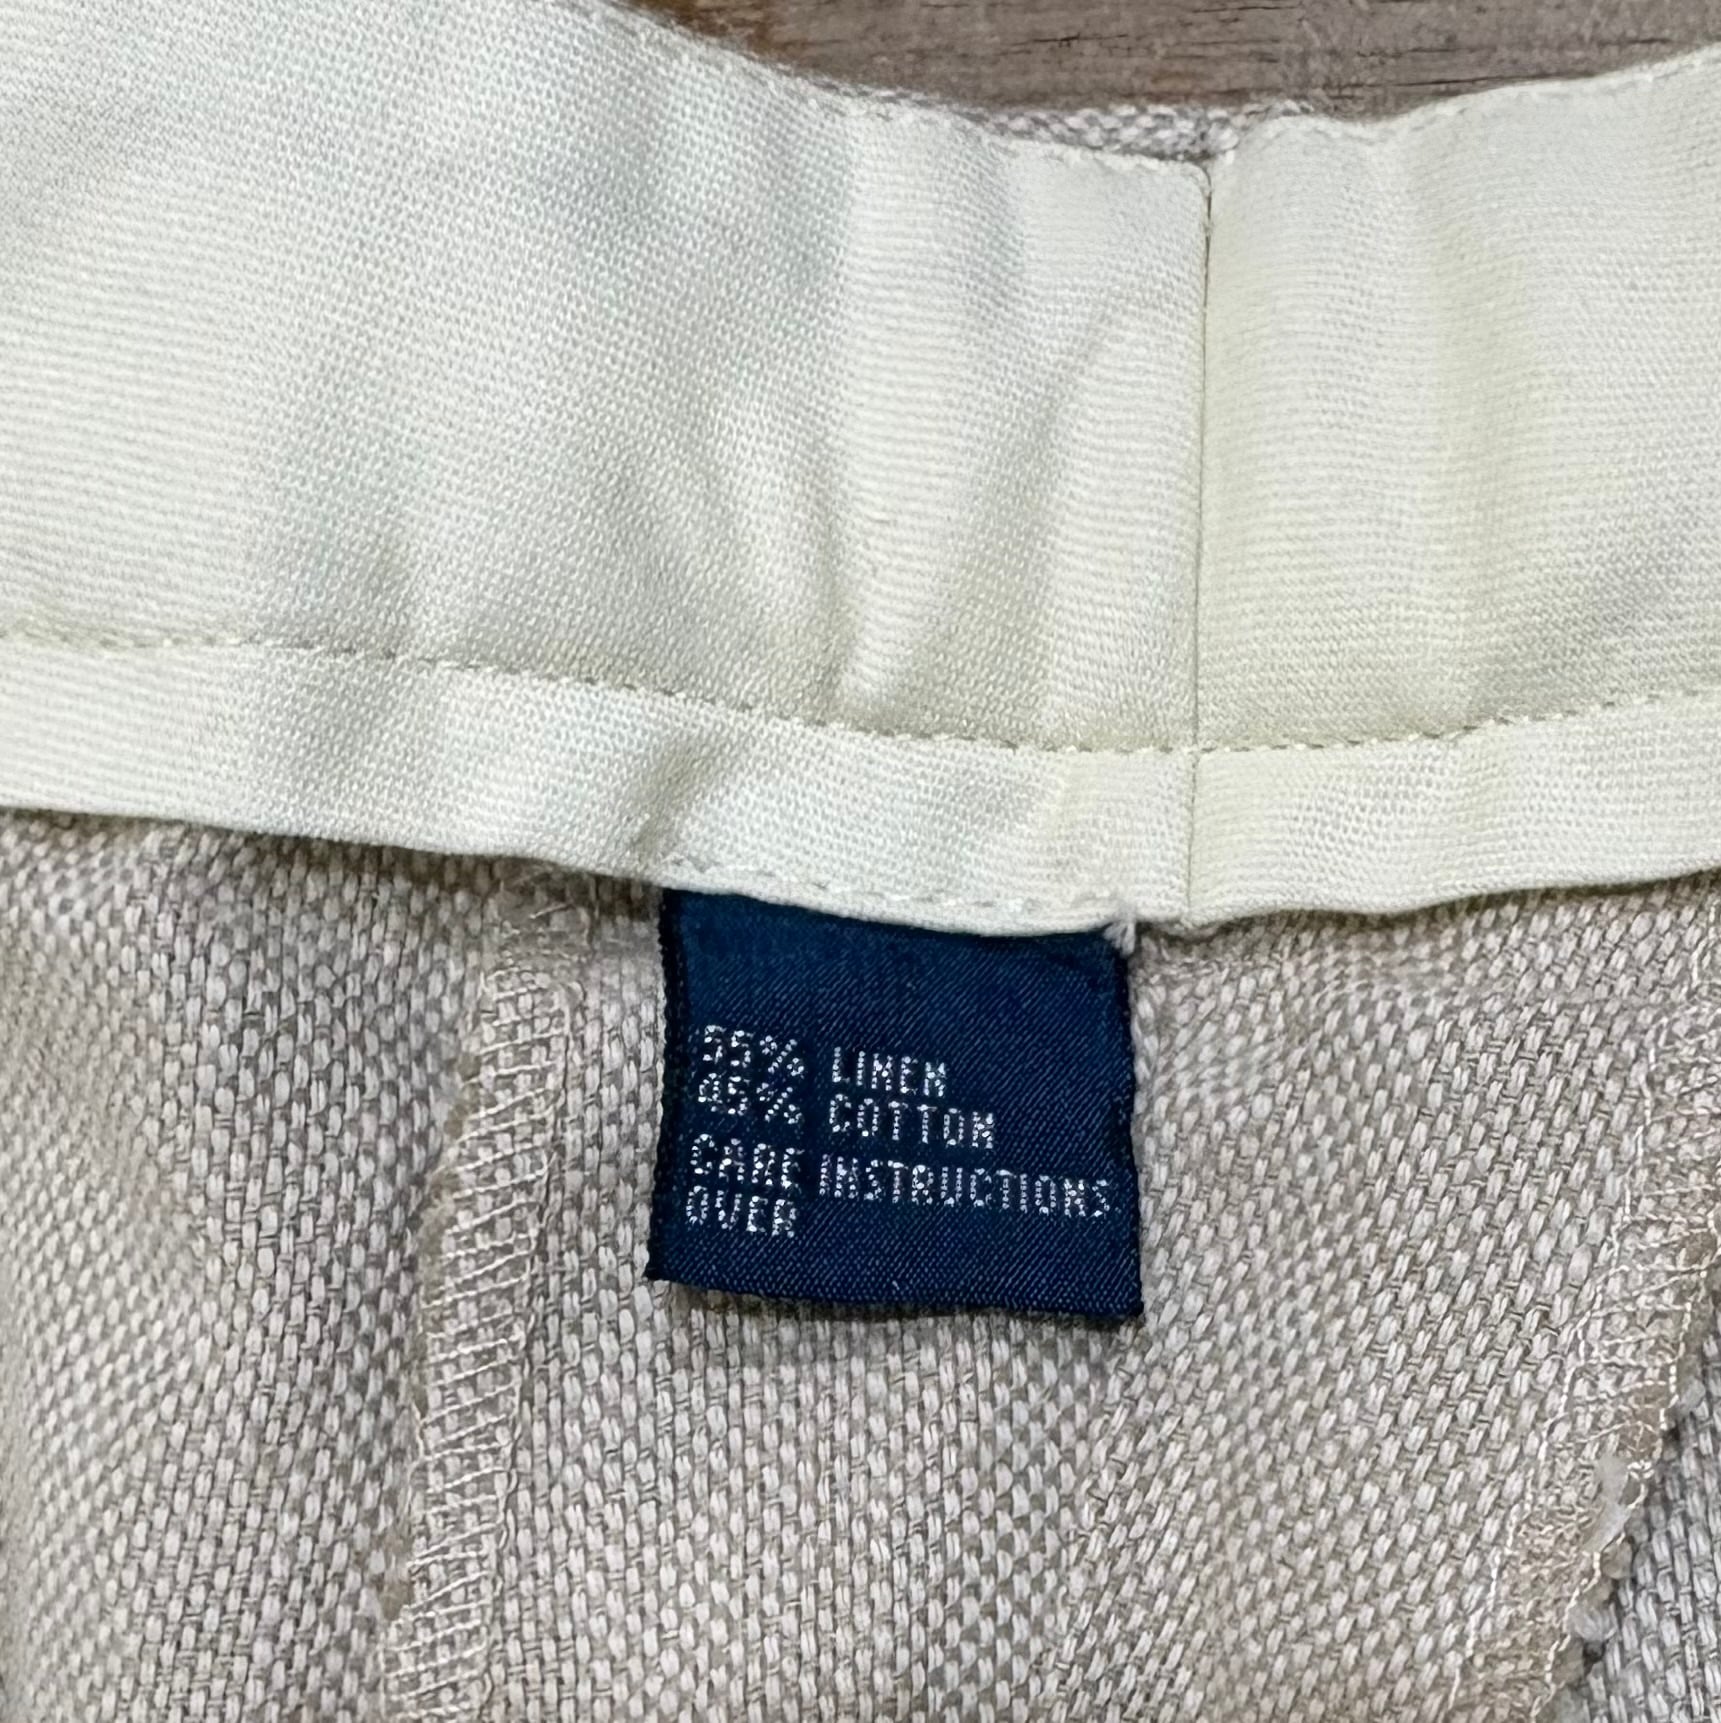 55% LINEN
45% COTTON
CARE INSTRUCTIONS
OVER